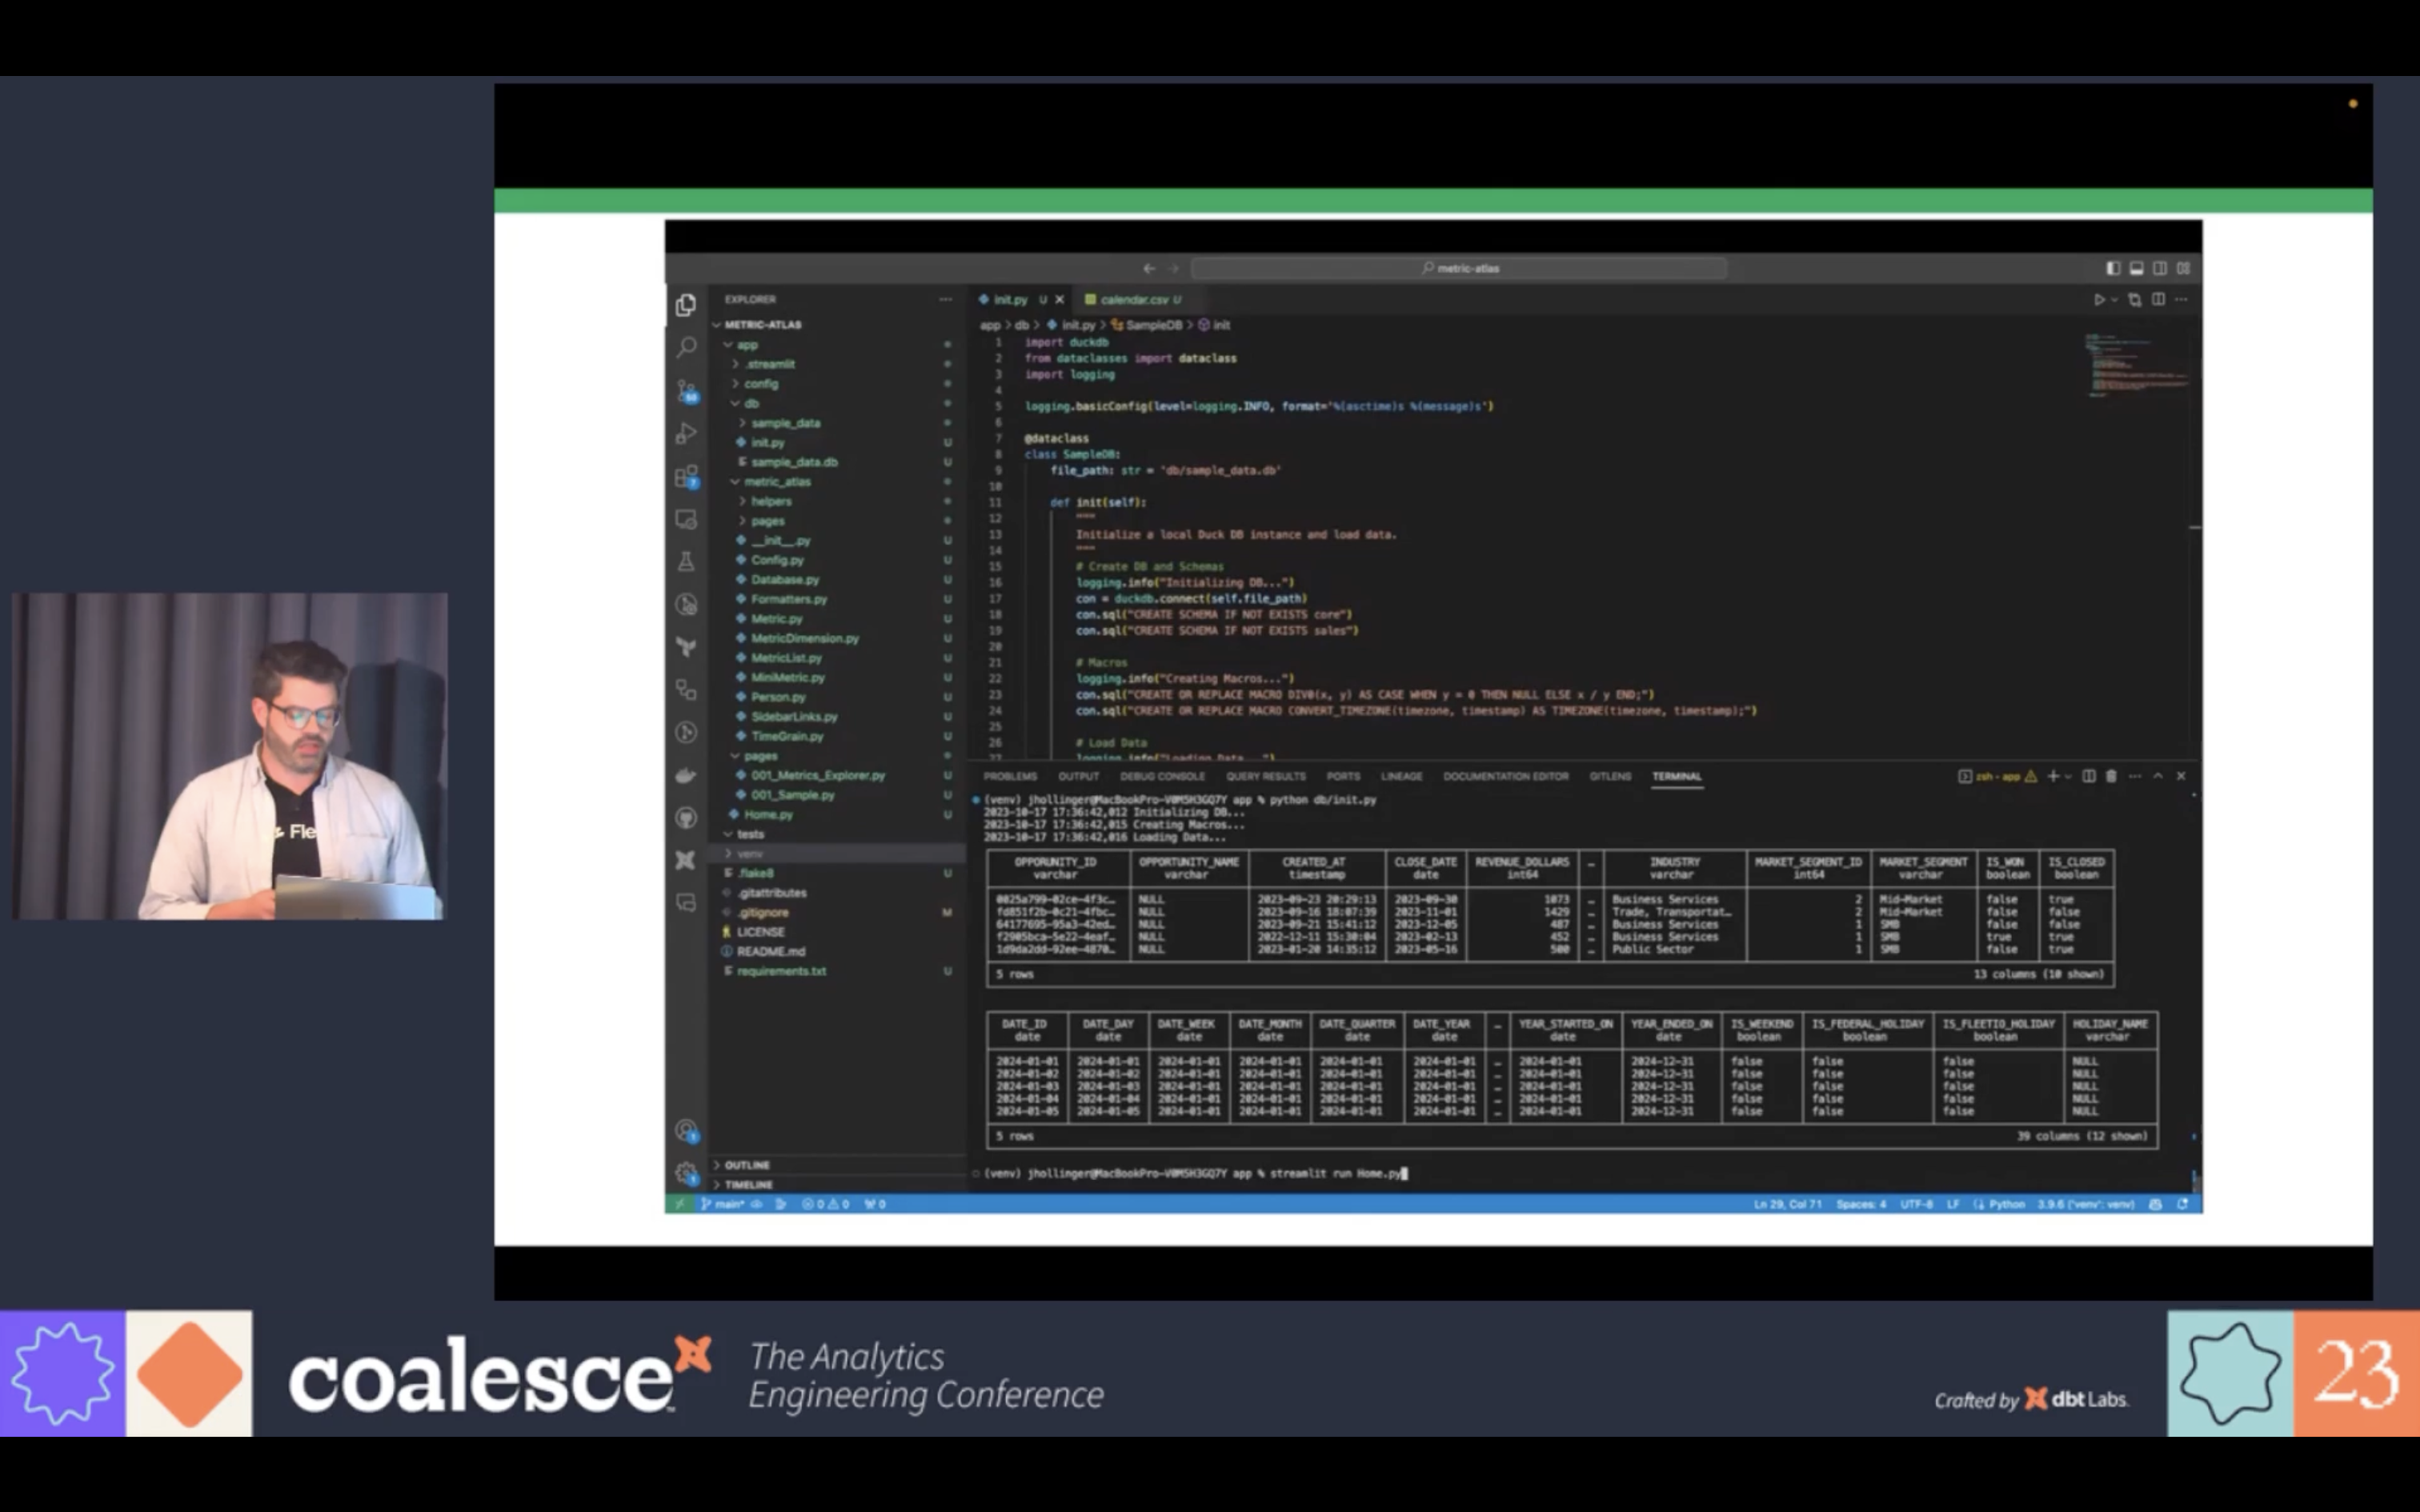 metric-atlas
EXPLORER
METRIC-ATLAS
app
.streamlit
config
db
sample_data
init.py U
sample_data.db U
metric_atlas
helpers
pages
__init__.py U
Config.py U
Database.py U
Formatters.py U
Metric.py U
MetricDimension.py U
MetricList.py U
MiniMetric.py U
Person.py U
SidebarLinks.py U
TimeGrain.py U
pages
001_Metrics_Explorer.py U
001_Sample.py U
Home.py U
tests
venv
.flake8 U
.gitattributes
.gitignore M
LICENSE
README.md
requirements.txt U
OUTLINE
TIMELINE
init.py U
calendar.csv U
app > db > init.py > SampleDB > init
1 import duckdb
2 from dataclasses import dataclass
3 import logging
4
5 logging.basicConfig(level=logging.INFO, format='%(asctime)s %(message)s')
6
7 @dataclass
8 class SampleDB:
9 file_path: str = 'db/sample_data.db'
10
11 def init(self):
12 """
13 Initialize a local Duck DB instance and load data.
14 """
15 # Create DB and Schemas
16 logging.info("Initializing DB...")
17 con = duckdb.connect(self.file_path)
18 con.sql("CREATE SCHEMA IF NOT EXISTS core")
19 con.sql("CREATE SCHEMA IF NOT EXISTS sales")
20
21 # Macros
22 logging.info("Creating Macros...")
23 con.sql("CREATE OR REPLACE MACRO DIV0(x, y) AS CASE WHEN y = 0 THEN NULL ELSE x / y END;")
24 con.sql("CREATE OR REPLACE MACRO CONVERT_TIMEZONE(timezone, timestamp) AS TIMEZONE(timezone, timestamp);")
25
26 # Load Data
27 logging.info("Loading Data...")
PROBLEMS OUTPUT DEBUG CONSOLE QUERY RESULTS PORTS LINEAGE DOCUMENTATION EDITOR GITLENS TERMINAL
zsh - app
(venv) jhollinger@MacBookPro-V0M5H3GQ7Y app % python db/init.py
2023-10-17 17:36:42,012 Initializing DB...
2023-10-17 17:36:42,015 Creating Macros...
2023-10-17 17:36:42,016 Loading Data...
OPPORUNITY_ID OPPORTUNITY_NAME CREATED_AT CLOSE_DATE REVENUE_DOLLARS … INDUSTRY MARKET_SEGMENT_ID MARKET_SEGMENT IS_WON IS_CLOSED
varchar varchar timestamp date int64 varchar int64 varchar boolean boolean
0025a799-02ce-4f3c… NULL 2023-09-23 20:29:13 2023-09-30 1073 … Business Services 2 Mid-Market false true
fd851f2b-0c21-4fbc… NULL 2023-09-16 18:07:39 2023-11-01 1429 … Trade, Transportat… 2 Mid-Market false false
64177695-95a3-42ed… NULL 2023-09-21 15:41:12 2023-12-05 487 … Business Services 1 SMB false false
f2905bca-5e22-4eaf… NULL 2022-12-11 15:30:04 2023-02-13 452 … Business Services 1 SMB true true
1d9da2dd-92ee-4870… NULL 2023-01-20 14:35:12 2023-05-16 500 … Public Sector 1 SMB false true
5 rows 13 columns (10 shown)
DATE_ID DATE_DAY DATE_WEEK DATE_MONTH DATE_QUARTER DATE_YEAR … YEAR_STARTED_ON YEAR_ENDED_ON IS_WEEKEND IS_FEDERAL_HOLIDAY IS_FLEETIO_HOLIDAY HOLIDAY_NAME
date date date date date date date date boolean boolean boolean varchar
2024-01-01 2024-01-01 2024-01-01 2024-01-01 2024-01-01 2024-01-01 … 2024-01-01 2024-12-31 false false false NULL
2024-01-02 2024-01-02 2024-01-01 2024-01-01 2024-01-01 2024-01-01 … 2024-01-01 2024-12-31 false false false NULL
2024-01-03 2024-01-03 2024-01-01 2024-01-01 2024-01-01 2024-01-01 … 2024-01-01 2024-12-31 false false false NULL
2024-01-04 2024-01-04 2024-01-01 2024-01-01 2024-01-01 2024-01-01 … 2024-01-01 2024-12-31 false false false NULL
2024-01-05 2024-01-05 2024-01-01 2024-01-01 2024-01-01 2024-01-01 … 2024-01-01 2024-12-31 false false false NULL
5 rows 39 columns (12 shown)
(venv) jhollinger@MacBookPro-V0M5H3GQ7Y app % streamlit run Home.py
main* 0 0 0
Ln 29, Col 71 Spaces: 4 UTF-8 LF Python 3.9.6 ('venv': venv)
Fle
coalesce
The Analytics
Engineering Conference
Crafted by dbt Labs
23